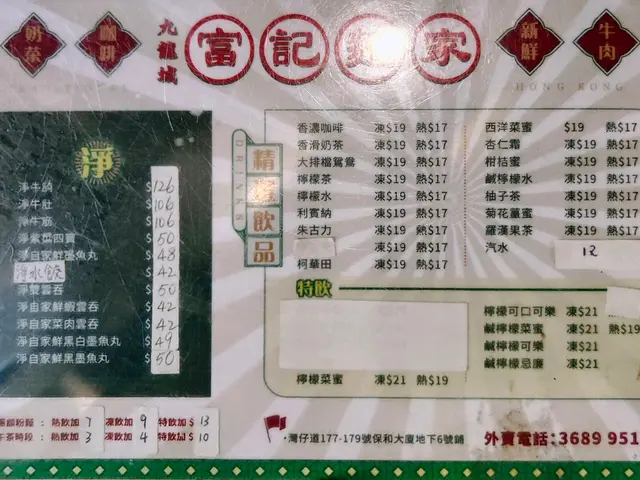 奶茶 咖啡 九龍城 富記 家 新鮮 牛肉
HONG KONG
淨
淨牛腩 $126
淨牛肚 $106
淨牛筋 $106
淨紫菜四寶 $50
淨自家鮮墨魚丸 $48
淨水餃 $42
淨雙雲吞 $50
淨自家鮮蝦雲吞 $42
淨自家菜肉雲吞 $42
淨自家鮮黑白墨魚丸 $49
淨自家鮮黑墨魚丸 $50
DRINKS
精選飲品
香濃咖啡 凍$19 熱$17
香滑奶茶 凍$19 熱$17
大排檔鴛鴦 凍$19 熱$17
檸檬茶 凍$19 熱$17
檸檬水 凍$19 熱$17
利賓納 凍$19 熱$17
朱古力 凍$19 熱$17
凍$19 熱$17
柯華田 凍$19 熱$17
西洋菜蜜 $19 熱$17
杏仁霜 凍$19 熱$17
柑桔蜜 凍$19 熱$17
鹹檸檬水 凍$19 熱$17
柚子茶 凍$19 熱$17
菊花蜜 凍$19 熱$17
羅漢果茶 凍$19 熱$17
汽水 12
特飲
檸檬菜蜜 凍$21 熱$19
檸檬可口可樂 凍$21
鹹檸檬菜蜜 凍$21 熱$19
鹹檸檬可樂 凍$21
鹹檸檬忌廉 凍$21
粉麵：熱飲加 7 凍飲加 9 特飲加 $13
午茶時段：熱飲加 3 凍飲加 4 特飲加 $10
灣仔道177-179號保和大廈地下6號舖
外賣電話:3689 951